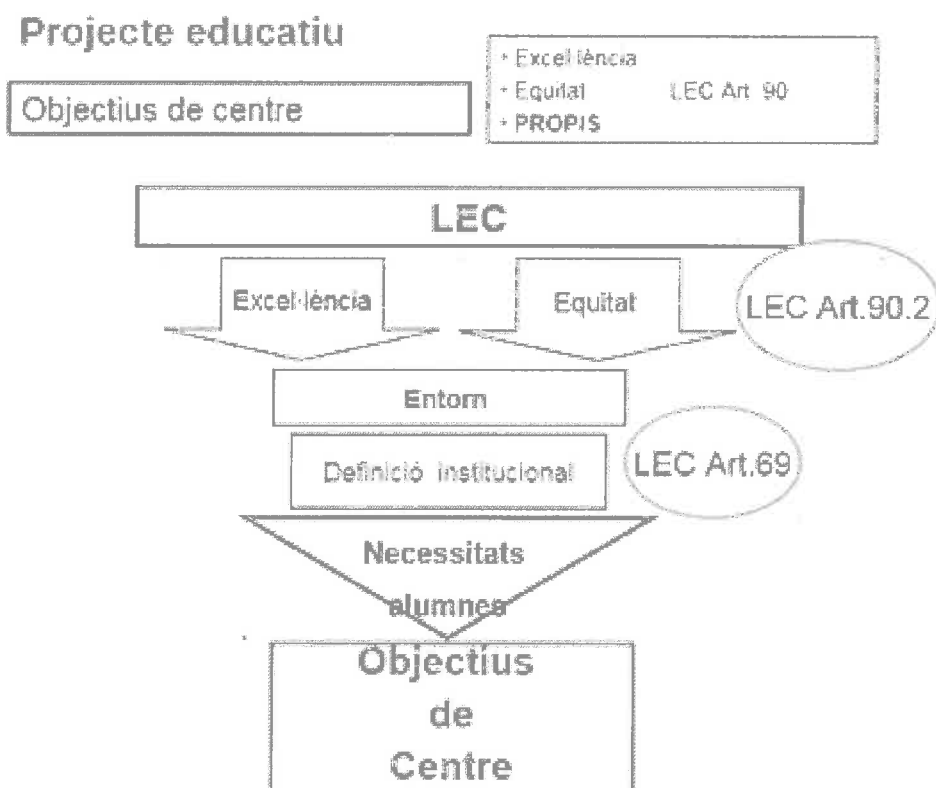 Projecte educatiu
Objectius de centre
• Excel·lència
• Equitat LEC Art. 90
• PROPIS
LEC
Excel·lència
Equitat
LEC Art.90.2
Entorn
Definició institucional
LEC Art.69
Necessitats
alumnes
Objectius
de
Centre